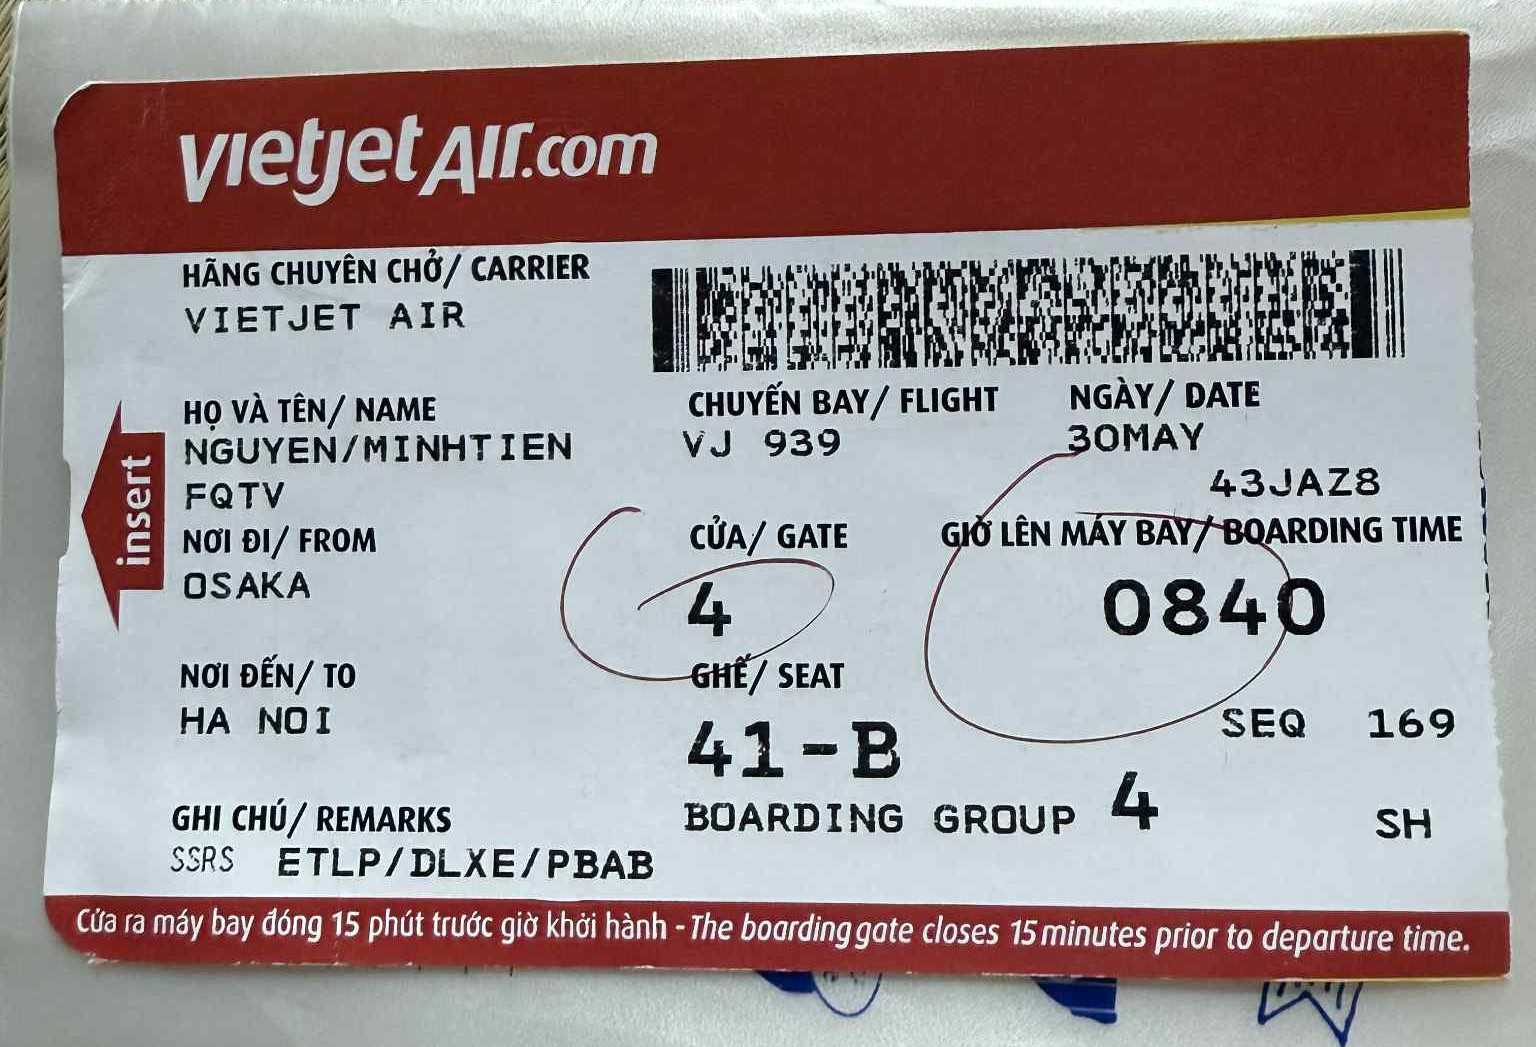 vietjetAir.com
HÃNG CHUYÊN CHỞ/ CARRIER
VIETJET AIR
HỌ VÀ TÊN/ NAME
NGUYEN/MINHTIEN
FQTV
CHUYẾN BAY/ FLIGHT
VJ 939
NGÀY/ DATE
30MAY
43JAZ8
insert
NƠI ĐI/ FROM
OSAKA
CỬA/ GATE
4
GIỜ LÊN MÁY BAY/ BOARDING TIME
0840
NƠI ĐẾN/ TO
HA NOI
GHẾ/ SEAT
41-B
SEQ 169
BOARDING GROUP 4
SH
GHI CHÚ/ REMARKS
SSRS ETLP/DLXE/PBAB
Cửa ra máy bay đóng 15 phút trước giờ khởi hành - The boarding gate closes 15 minutes prior to departure time.